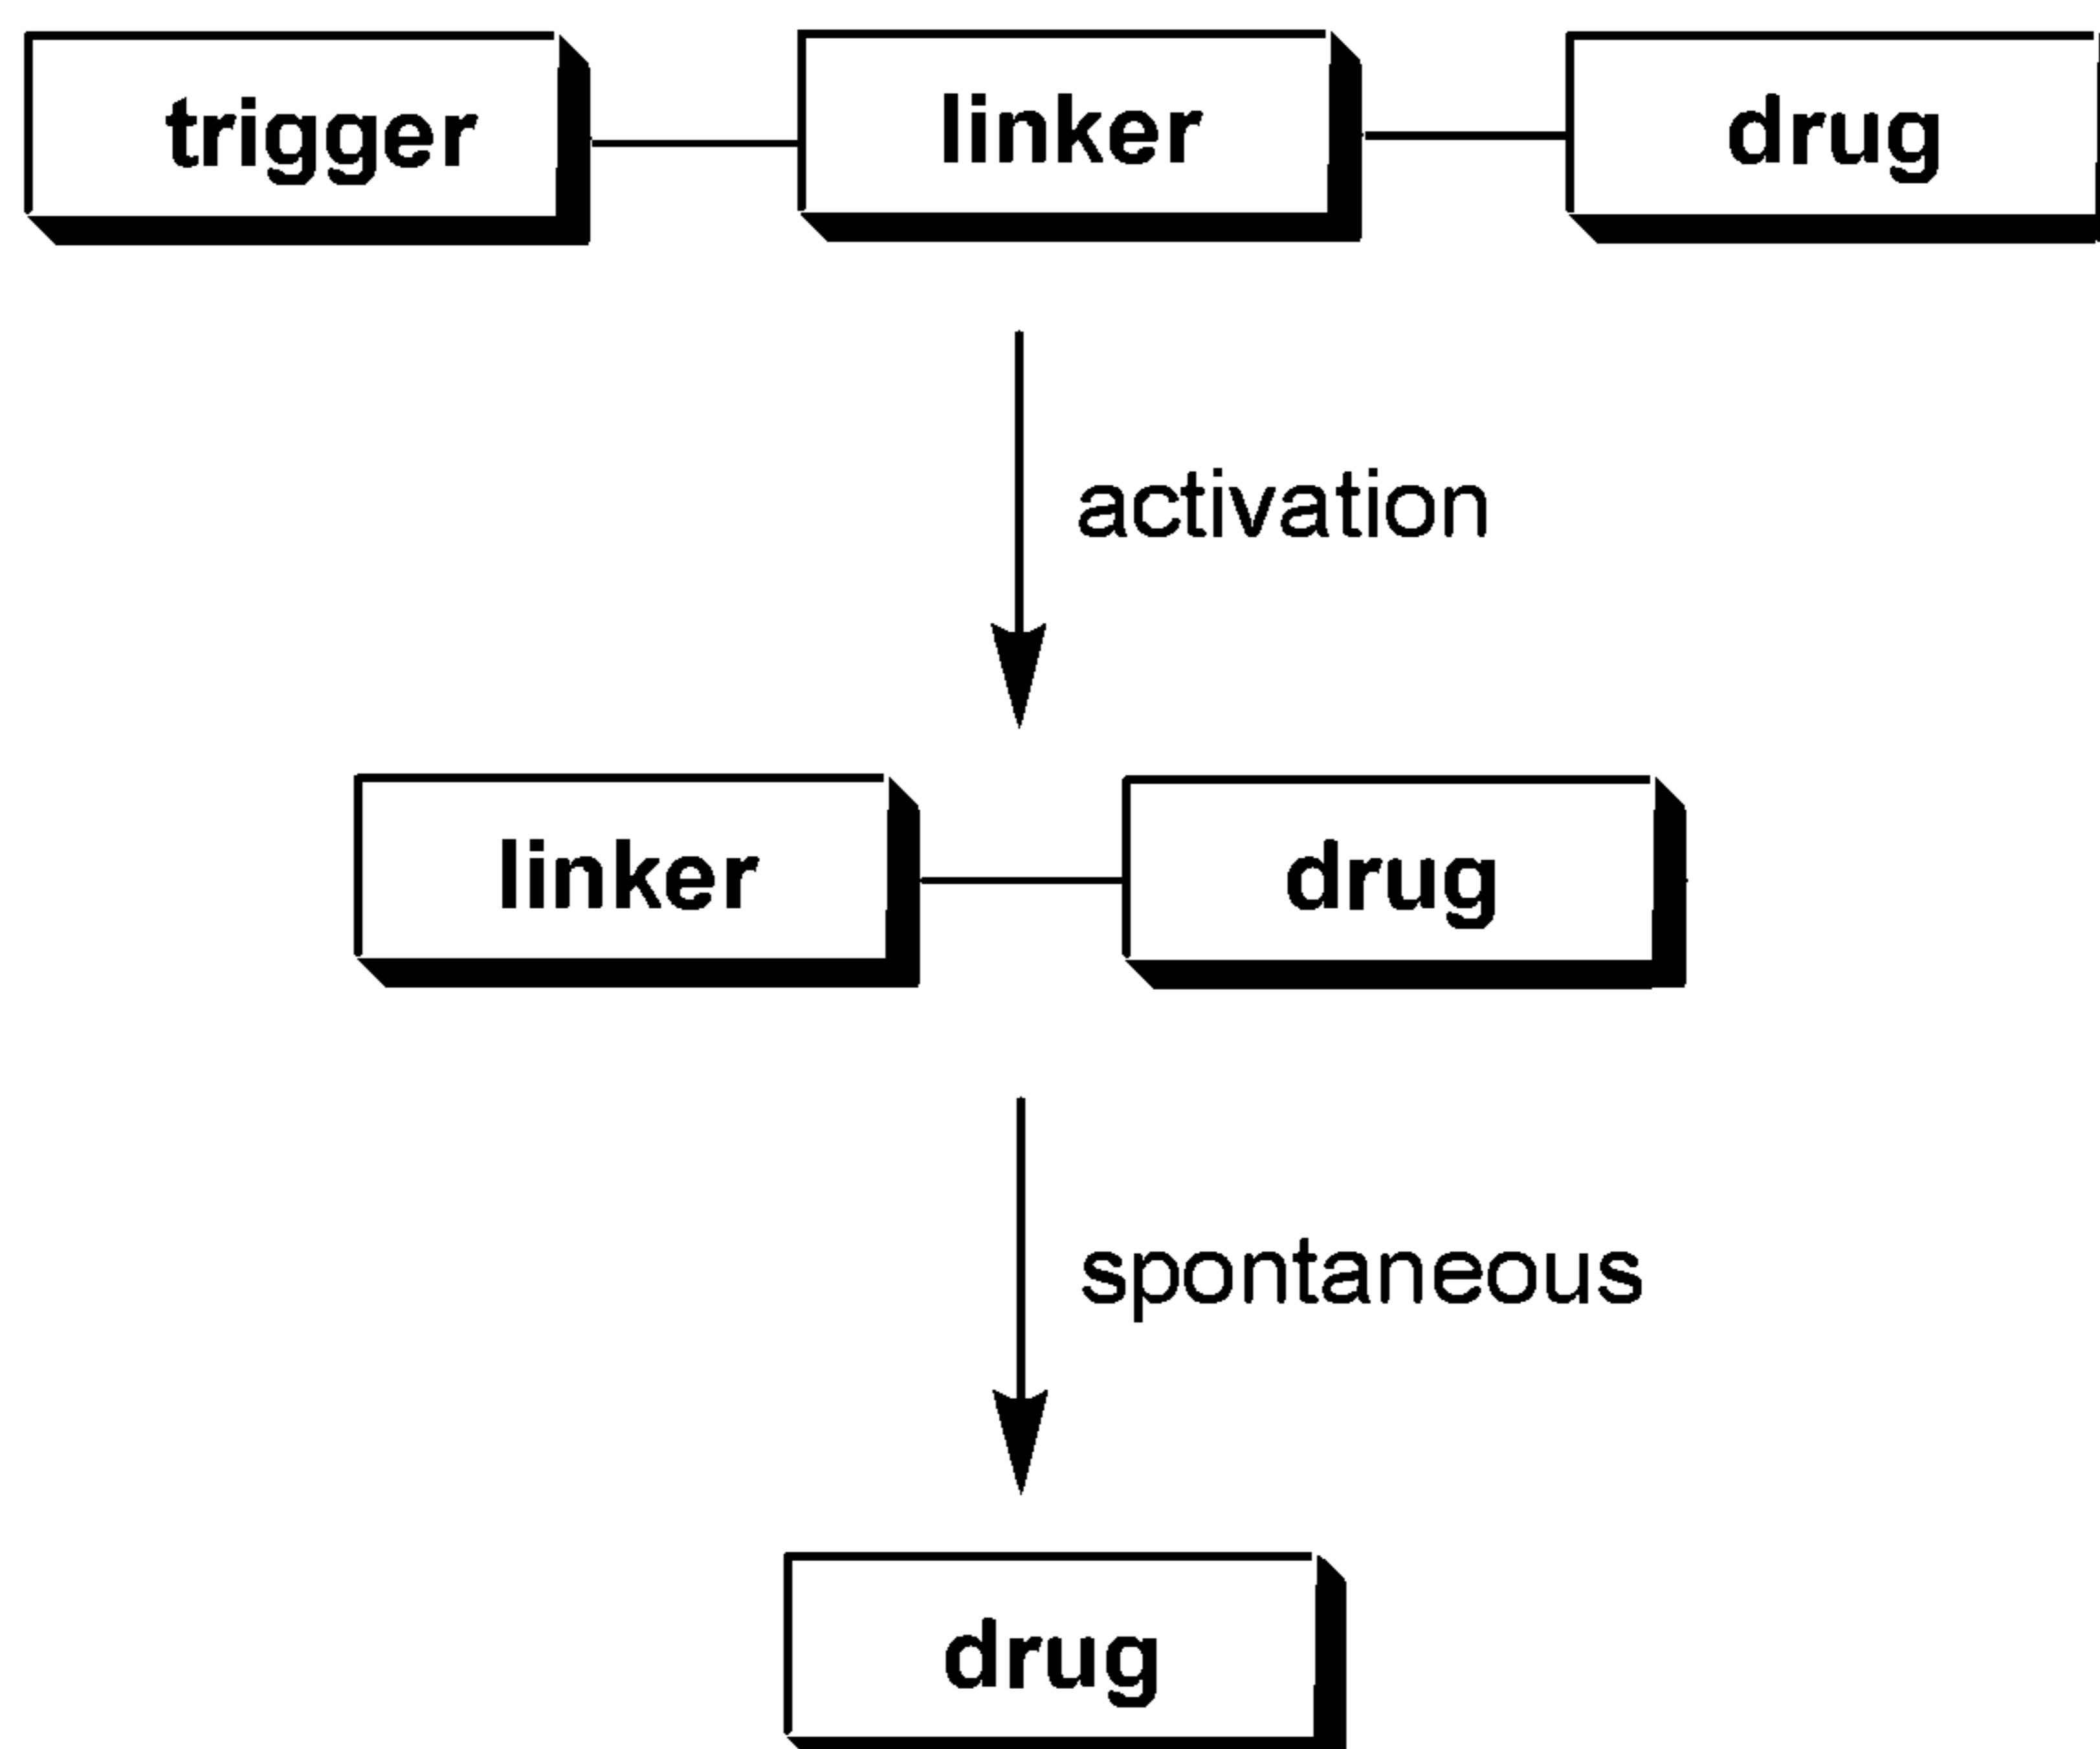 trigger linker drug
activation
linker drug
spontaneous
drug